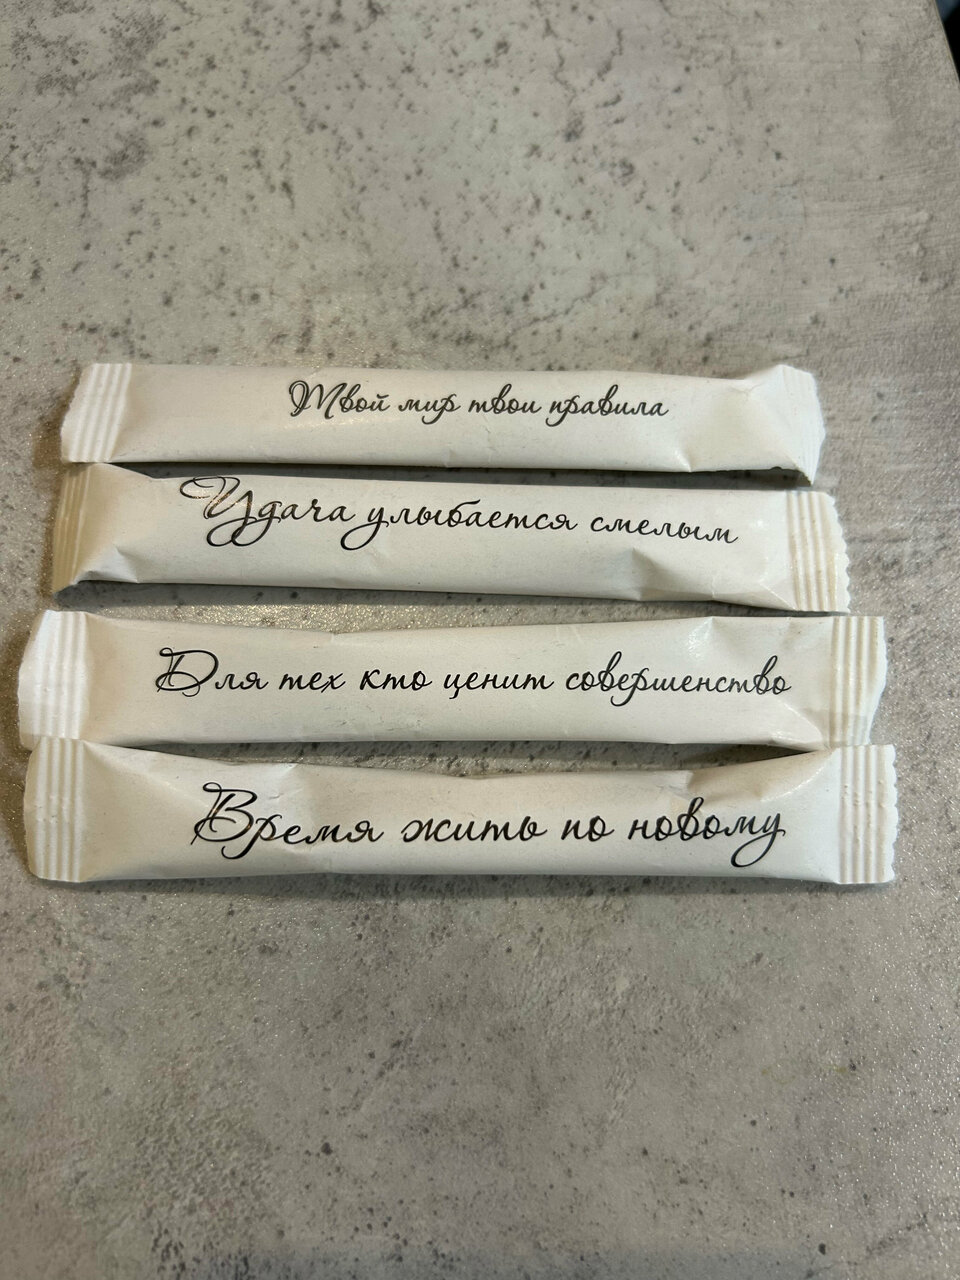 Твой мир твои правила
Удача улыбается смелым
Для тех кто ценит совершенство
Время жить по новому